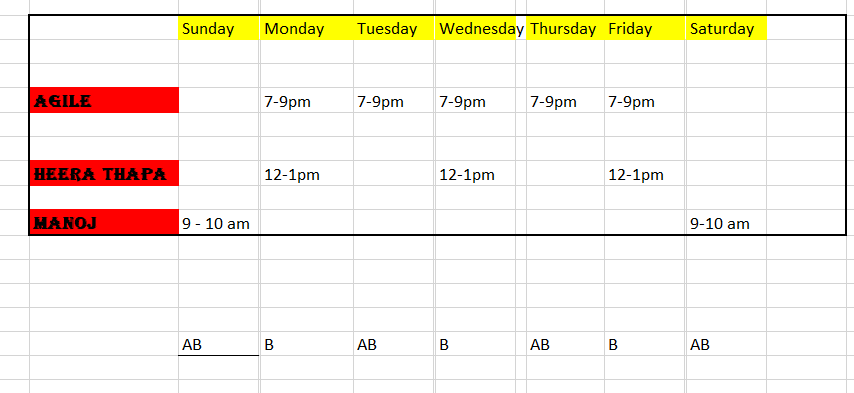 Sunday Monday Tuesday Wednesday Thursday Friday Saturday
AGILE 7-9pm 7-9pm 7-9pm 7-9pm 7-9pm
HEERA THAPA 12-1pm 12-1pm 12-1pm
MANOJ 9 - 10 am 9-10 am
AB B AB B AB B AB